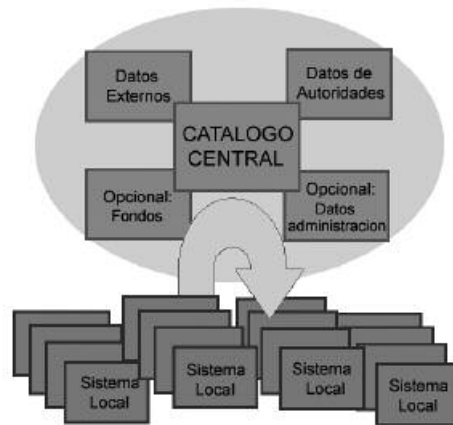 Datos
Externos
Datos de
Autoridades
CATALOGO
CENTRAL
Opcional:
Fondos
Opcional:
Datos
administracion
Sistema
Local
Sistema
Local
Sistema
Local
Sistema
Local